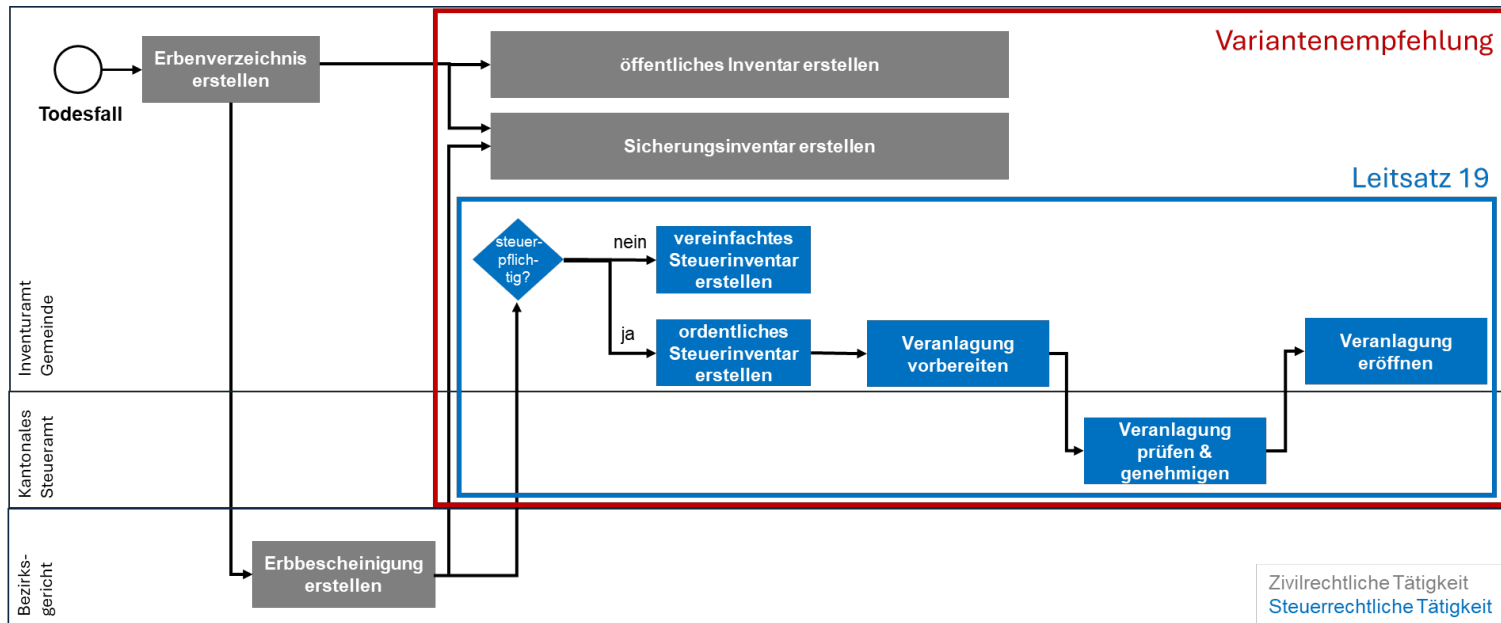 Variantenempfehlung
Erbenverzeichnis
erstellen
Todesfall
öffentliches Inventar erstellen
Sicherungsinventar erstellen
Leitsatz 19
steuer-
pflich-
tig?
nein
vereinfachtes
Steuerinventar
erstellen
ja
ordentliches
Steuerinventar
erstellen
Veranlagung
vorbereiten
Veranlagung
eröffnen
Inventuramt
Gemeinde
Veranlagung
prüfen &
genehmigen
Kantonales
Steueramt
Erbbescheinigung
erstellen
Bezirks-
gericht
Zivilrechtliche Tätigkeit
Steuerrechtliche Tätigkeit